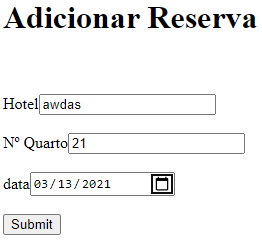 Adicionar Reserva
Hotel awdas
Nº Quarto 21
data 03/13/2021
Submit